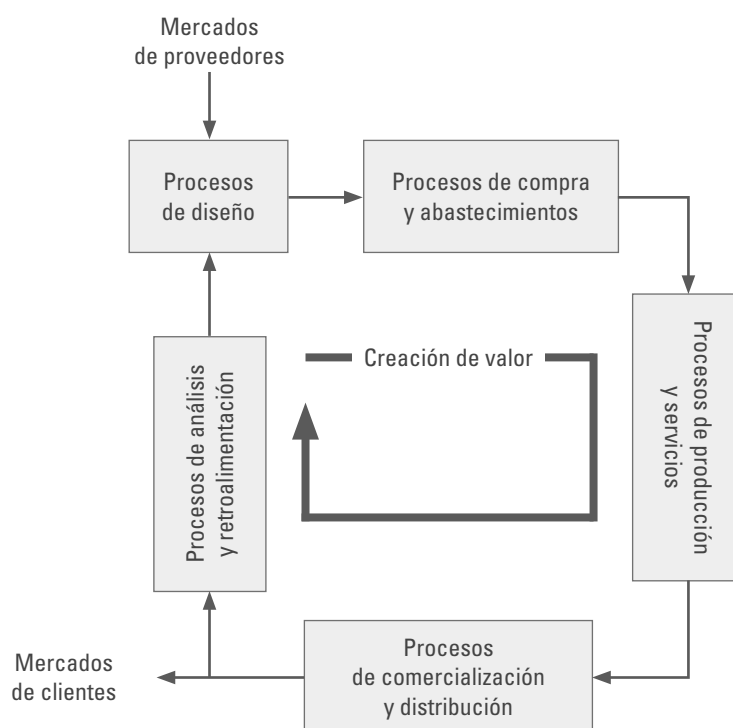 Mercados
de proveedores
Procesos
de diseño
Procesos de compra
y abastecimientos
Procesos de producción
y servicios
Creación de valor
Procesos de análisis
y retroalimentación
Procesos
de comercialización
y distribución
Mercados
de clientes